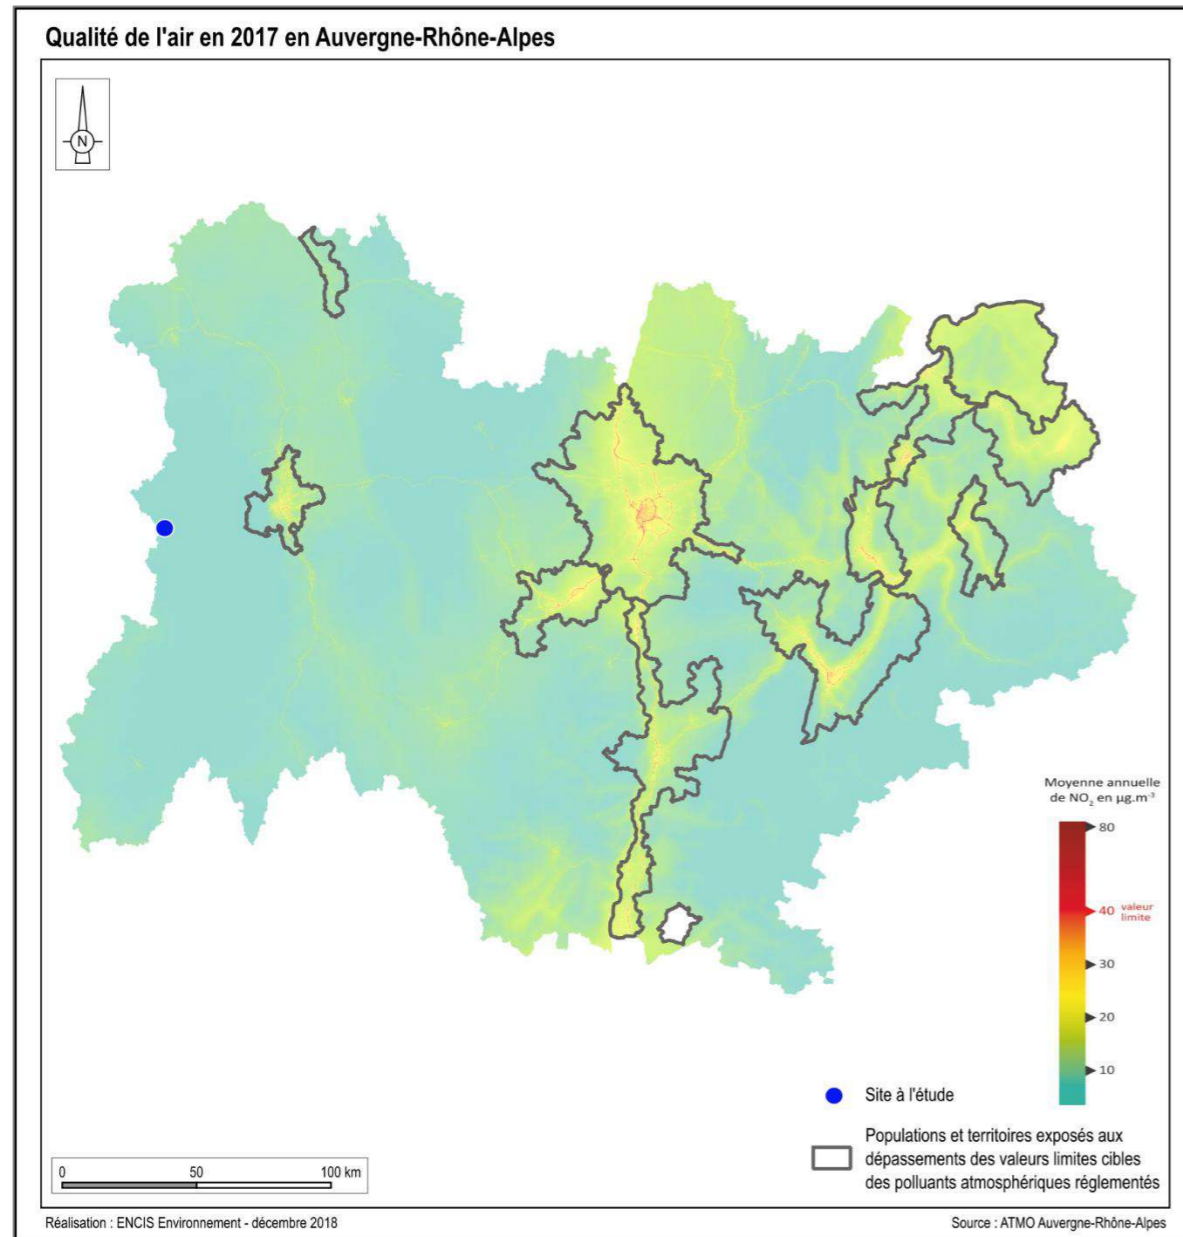 Qualité de l'air en 2017 en Auvergne-Rhône-Alpes
N
Moyenne annuelle
de NO₂ en µg.m⁻³
80
40 valeur
limite
30
20
10
Site à l'étude
Populations et territoires exposés aux
dépassements des valeurs limites cibles
des polluants atmosphériques réglementés
0 50 100 km
Réalisation : ENCIS Environnement - décembre 2018
Source : ATMO Auvergne-Rhône-Alpes